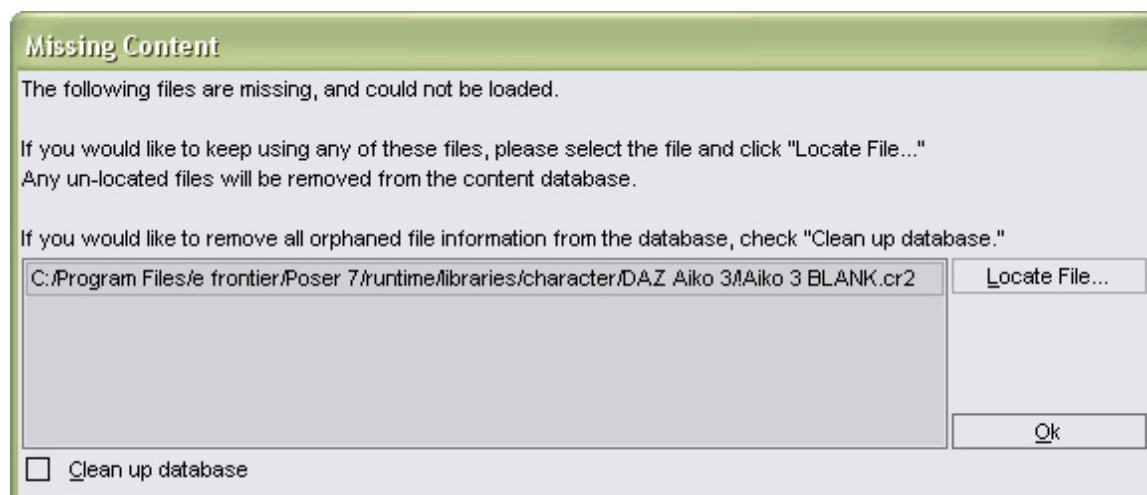 Missing Content
The following files are missing, and could not be loaded.
If you would like to keep using any of these files, please select the file and click "Locate File..."
Any un-located files will be removed from the content database.
If you would like to remove all orphaned file information from the database, check "Clean up database."
C:/Program Files/e frontier/Poser 7/runtime/libraries/character/DAZ Aiko 3/!Aiko 3 BLANK.cr2
Locate File...
Ok
Clean up database